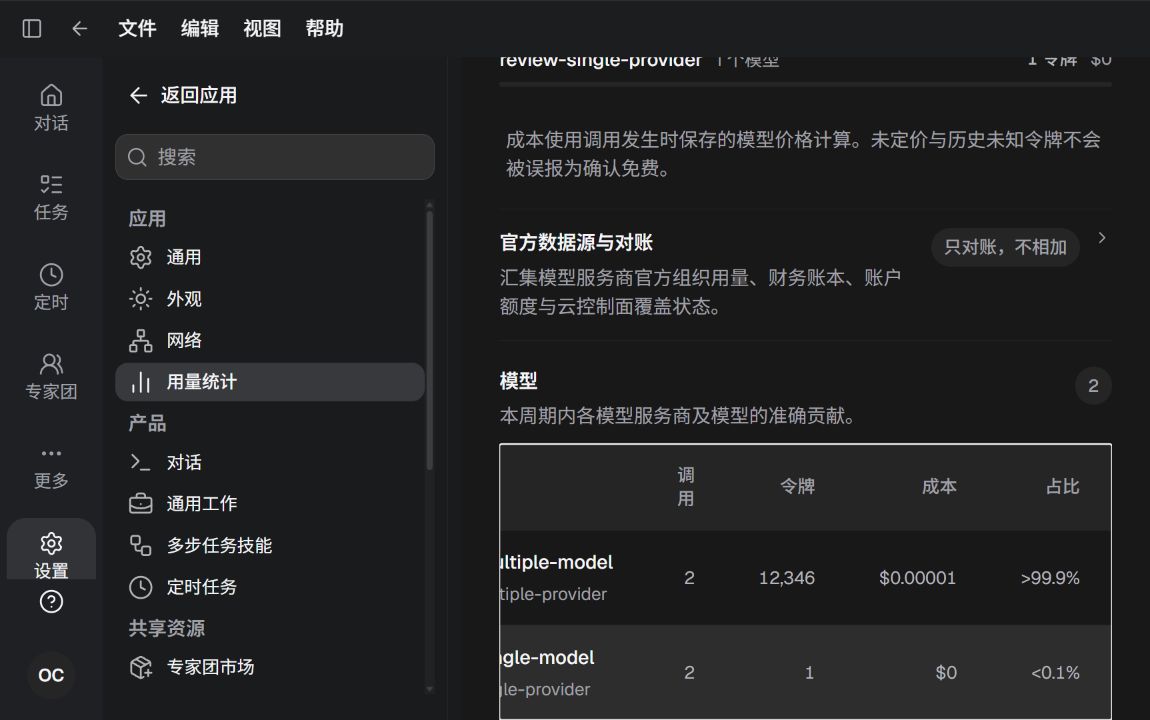 文件 编辑 视图 帮助
对话
任务
定时
专家团
更多
设置
OC
返回应用
搜索
应用
通用
外观
网络
用量统计
产品
对话
通用工作
多步任务技能
定时任务
共享资源
专家团市场
review-single-provider 1 个模型 1 令牌 $0
成本使用调用发生时保存的模型价格计算。未定价与历史未知令牌不会
被误报为确认免费。
官方数据源与对账
只对账，不相加
汇集模型服务商官方组织用量、财务账本、账户
额度与云控制面覆盖状态。
模型
2
本周期内各模型服务商及模型的准确贡献。
调用 令牌 成本 占比
ltiple-model
tiple-provider
2 12,346 $0.00001 >99.9%
gle-model
le-provider
2 1 $0 <0.1%